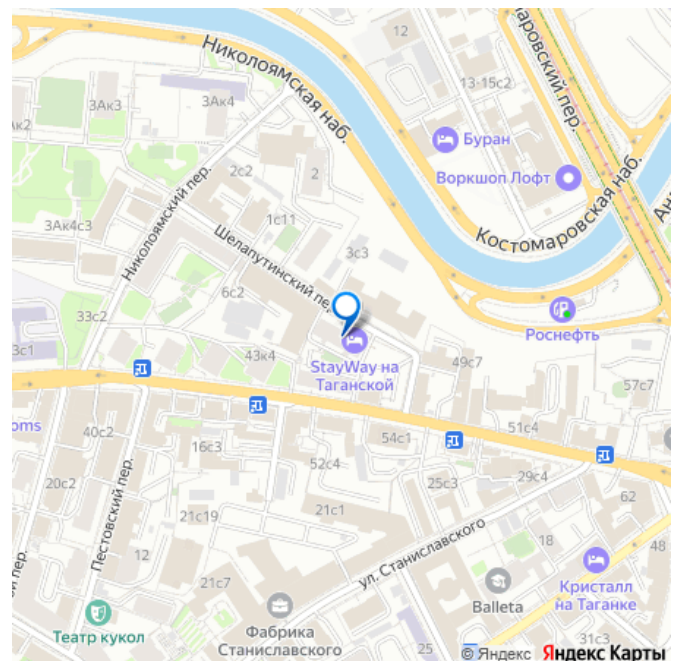 12
Николоямская наб.
маровский пер.
13-15с2
3Ак3
3Ак4
Буран
Воркшоп Лофт
2с2
2
Николоямский пер.
3Ак4с3
1с11
Шелапутинский пер.
3с3
Костомаровская наб.
6с2
33с2
Роснефть
3с1
43к4
StayWay на
Таганской
49с7
57с7
oms
40с2
16с3
54с1
51с4
20с2
52с4
25с3
29с4
Пестовский пер.
21с19
21с1
62
пер.
12
ул. Станиславского
18
48
21с7
Balleta
Кристалл
на Таганке
Театр кукол
Фабрика
Станиславского
25
31с3
© Яндекс Яндекс Карты